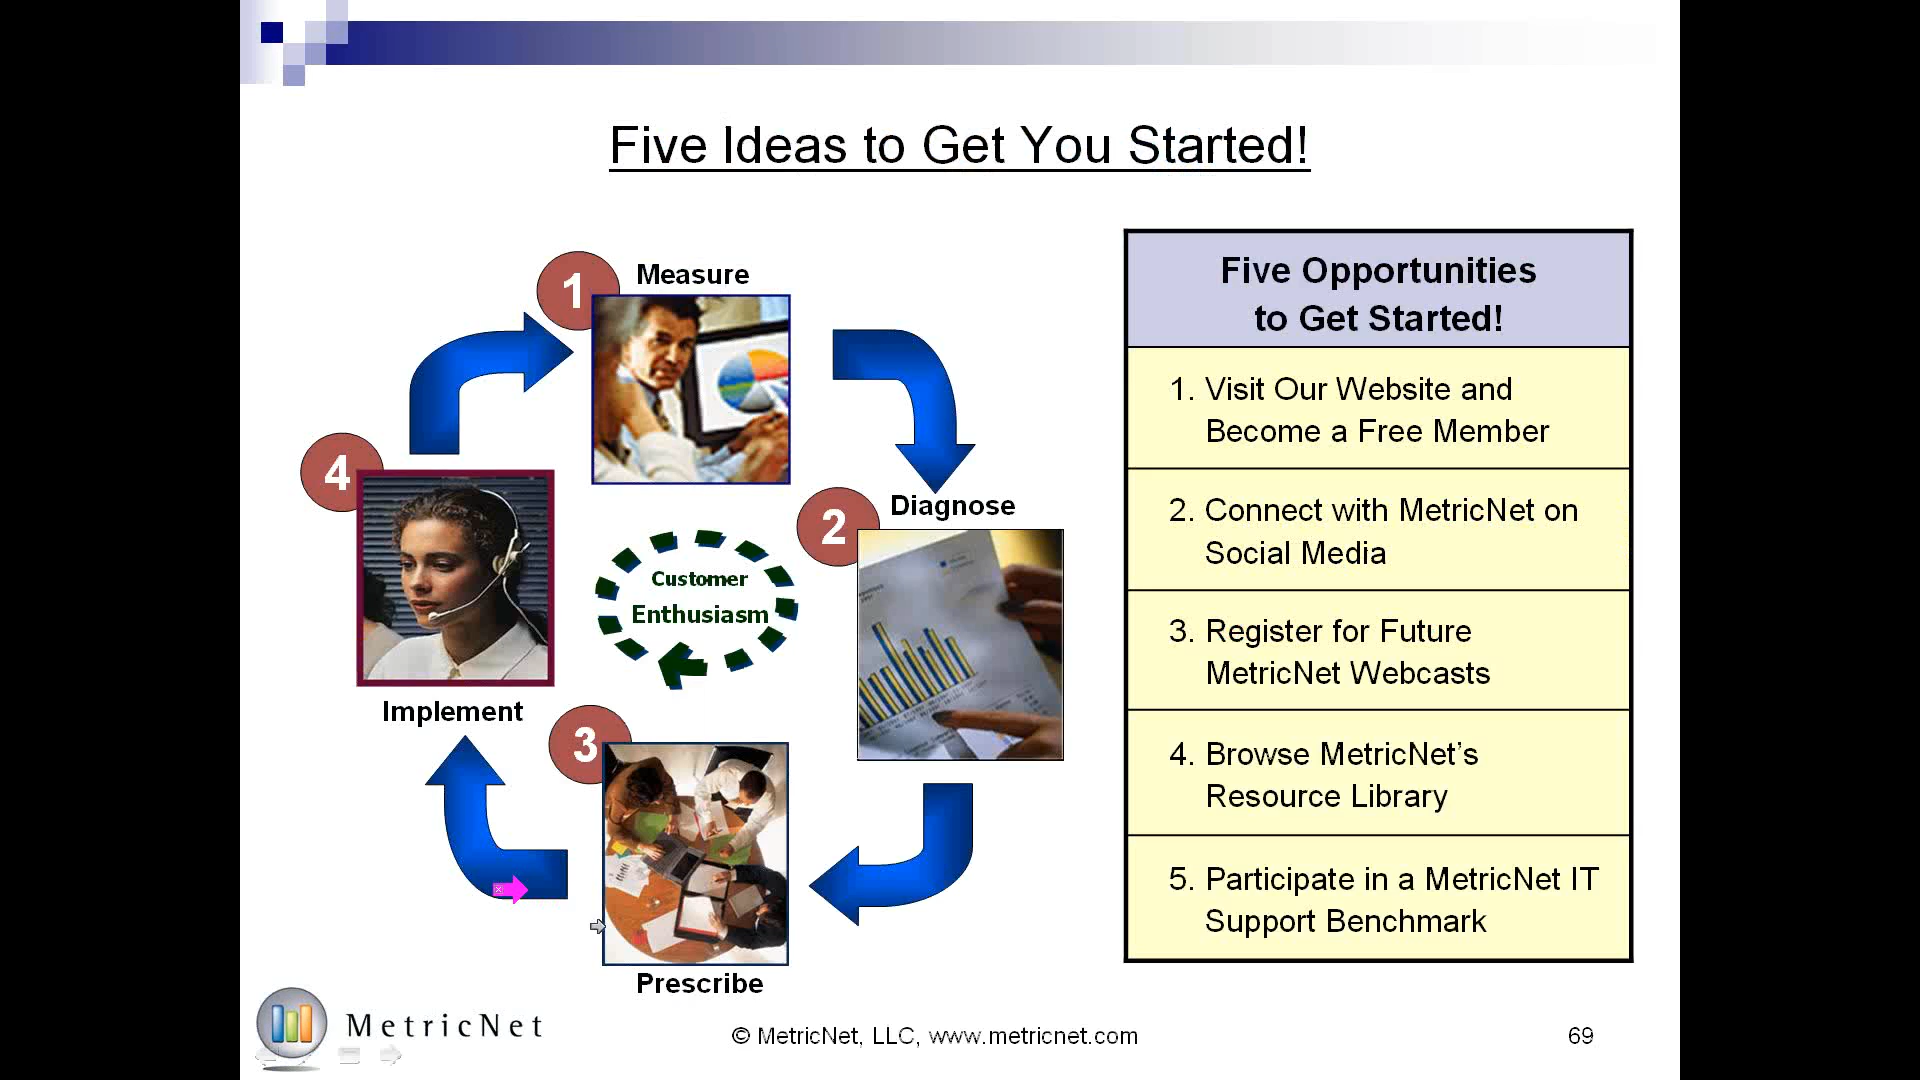 Five Ideas to Get You Started!
1
Measure
2
Diagnose
3
Prescribe
4
Implement
Customer
Enthusiasm
Five Opportunities
to Get Started!
1. Visit Our Website and
Become a Free Member
2. Connect with MetricNet on
Social Media
3. Register for Future
MetricNet Webcasts
4. Browse MetricNet’s
Resource Library
5. Participate in a MetricNet IT
Support Benchmark
MetricNet
© MetricNet, LLC, www.metricnet.com
69